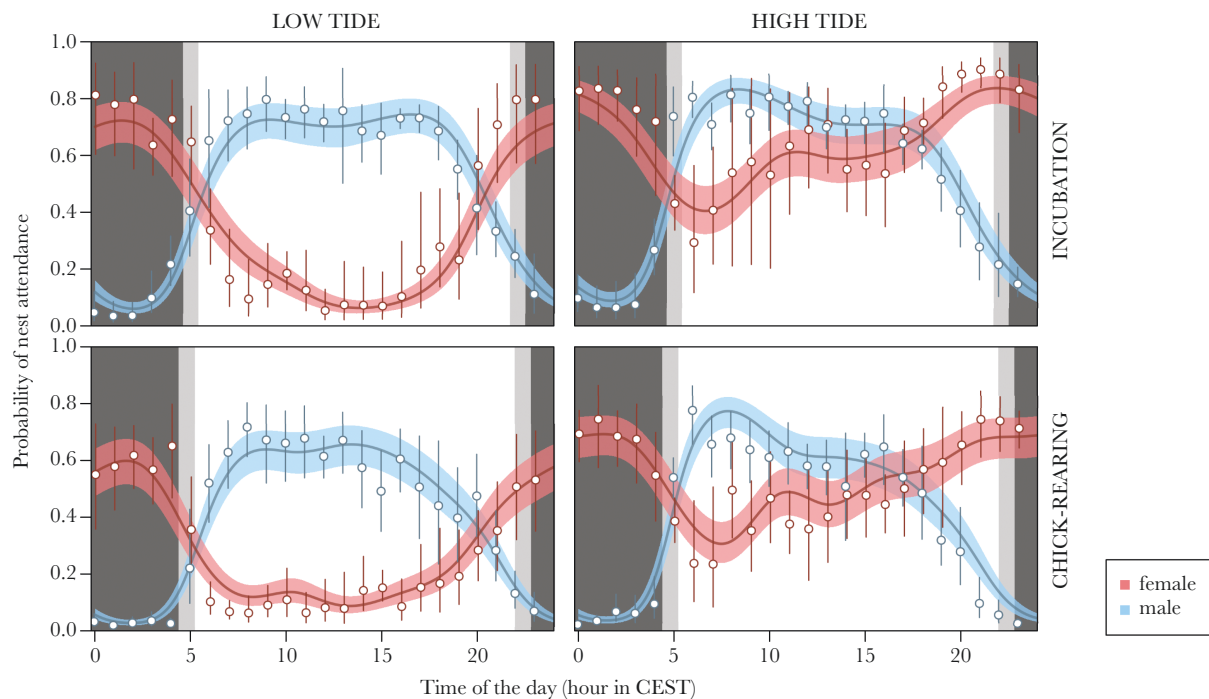 LOW TIDE
HIGH TIDE
1.0
0.8
0.6
0.4
0.2
0.0
INCUBATION
1.0
0.8
0.6
0.4
0.2
0.0
CHICK-REARING
Probability of nest attendance
0 5 10 15 20
0 5 10 15 20
Time of the day (hour in CEST)
female
male